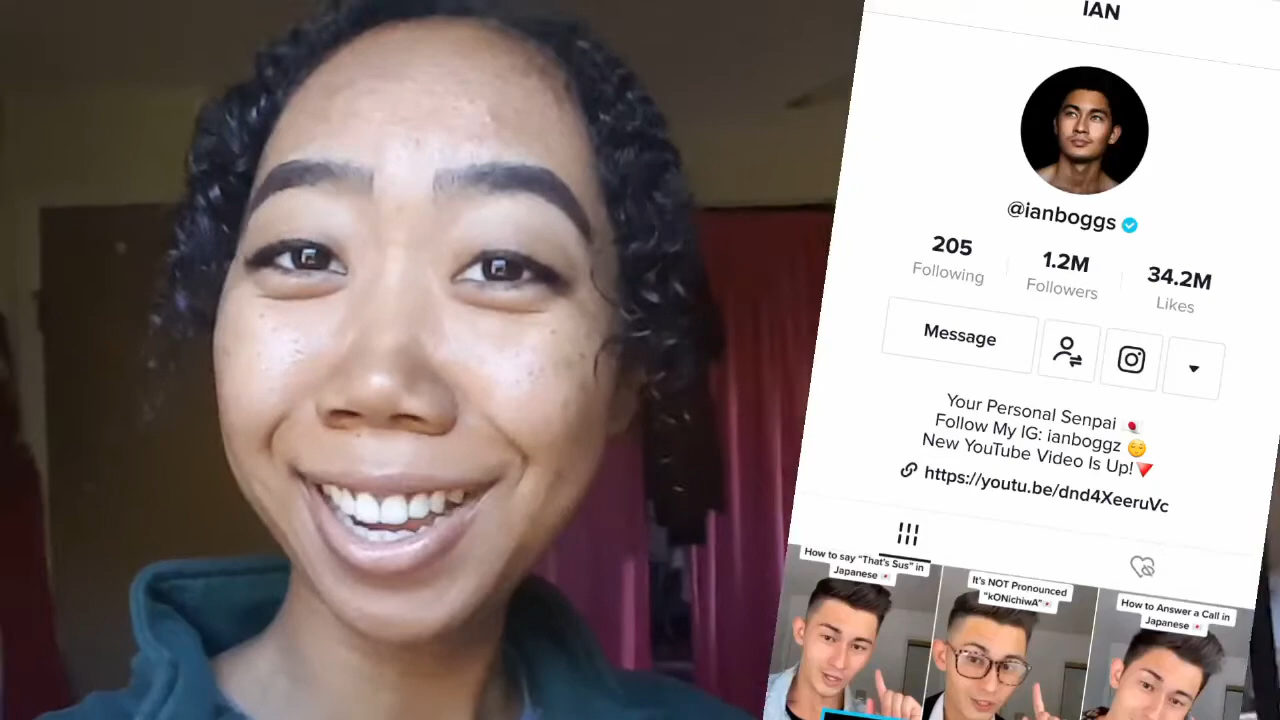 IAN
@ianboggs
205 1.2M 34.2M
Following Followers Likes
Message
Your Personal Senpai 🇯🇵
Follow My IG: ianboggz 😌
New YouTube Video Is Up!🔻
https://youtu.be/dnd4XeeruVc
How to say “That's Sus” in
Japanese 🇯🇵
It's NOT Pronounced
“kONichiwA”🇯🇵
How to Answer a Call in
Japanese 🇯🇵